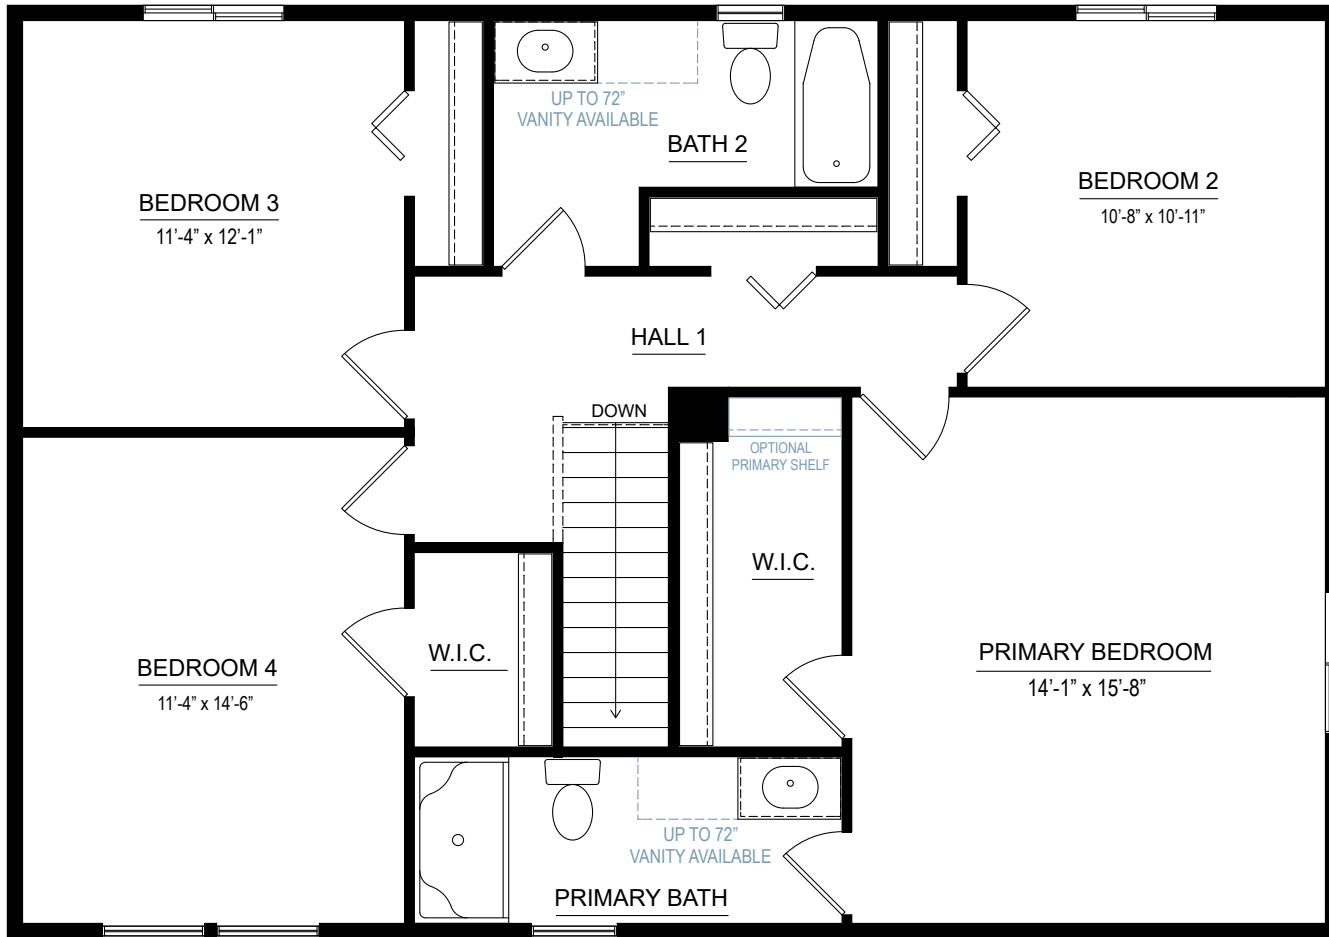 UP TO 72”
VANITY AVAILABLE
BATH 2
BEDROOM 3
11’-4” x 12’-1”
BEDROOM 2
10’-8” x 10’-11”
HALL 1
DOWN
OPTIONAL
PRIMARY SHELF
W.I.C.
W.I.C.
BEDROOM 4
11’-4” x 14’-6”
PRIMARY BEDROOM
14’-1” x 15’-8”
UP TO 72”
VANITY AVAILABLE
PRIMARY BATH